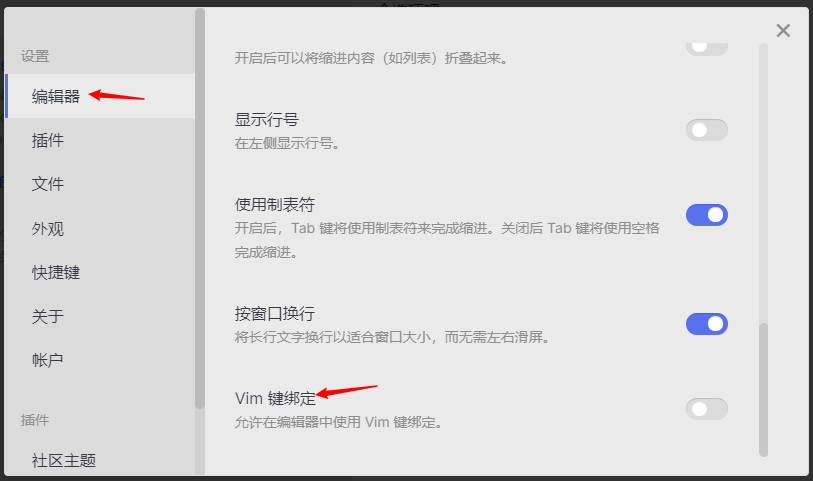 设置
编辑器
插件
文件
外观
快捷键
关于
帐户
插件
社区主题
开启后可以将缩进内容（如列表）折叠起来。
显示行号
在左侧显示行号。
使用制表符
开启后，Tab 键将使用制表符来完成缩进。关闭后 Tab 键将使用空格
完成缩进。
按窗口换行
将长行文字换行以适合窗口大小，而无需左右滑屏。
Vim 键绑定
允许在编辑器中使用 Vim 键绑定。